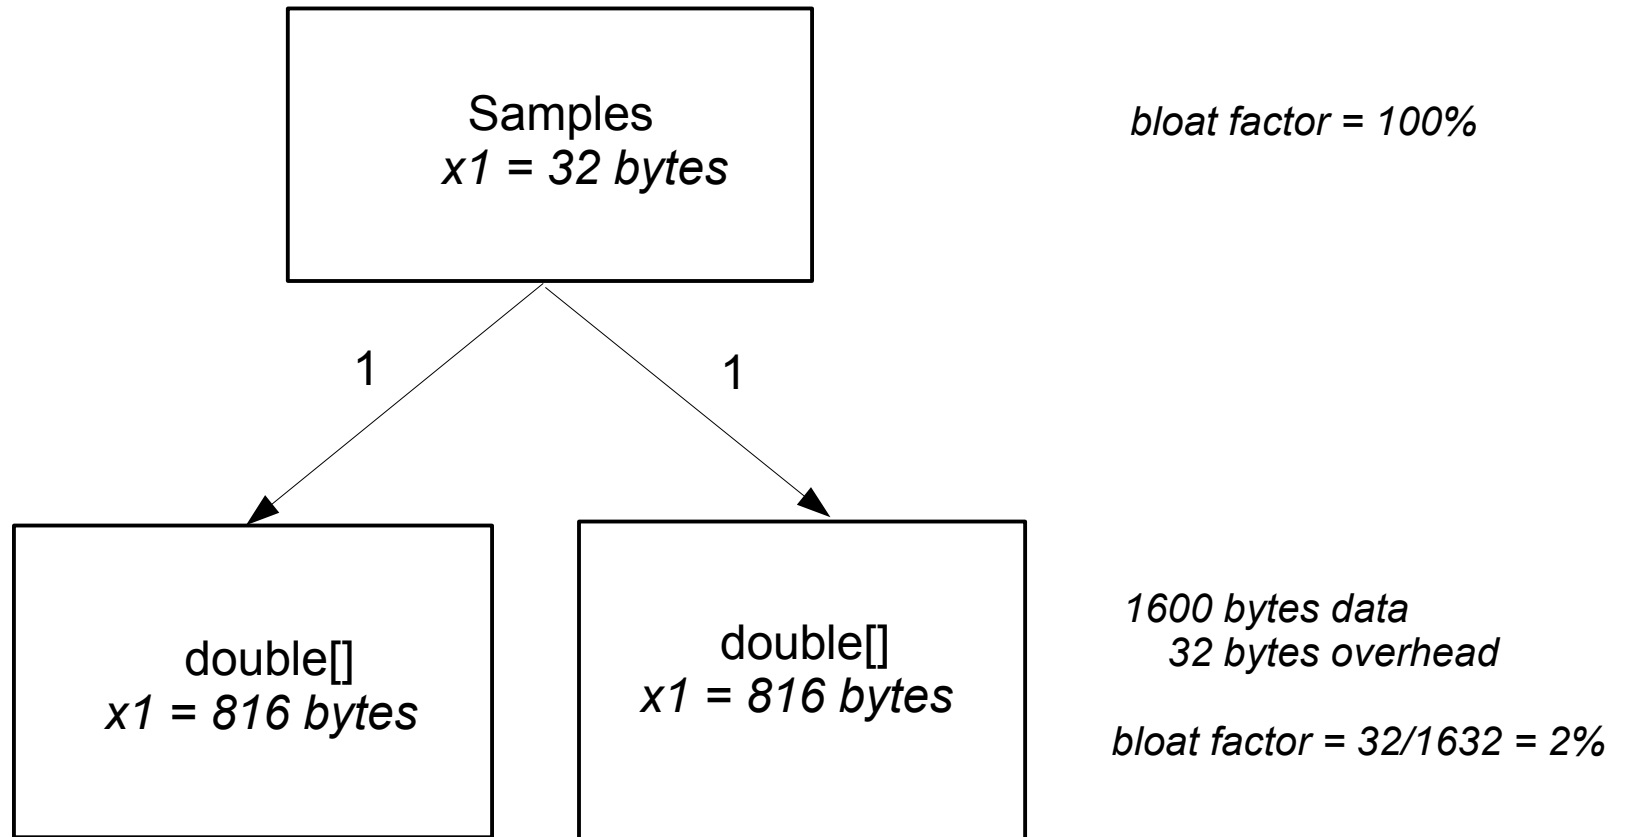 Samples
x1 = 32 bytes
bloat factor = 100%
1
1
double[]
x1 = 816 bytes
double[]
x1 = 816 bytes
1600 bytes data
32 bytes overhead
bloat factor = 32/1632 = 2%